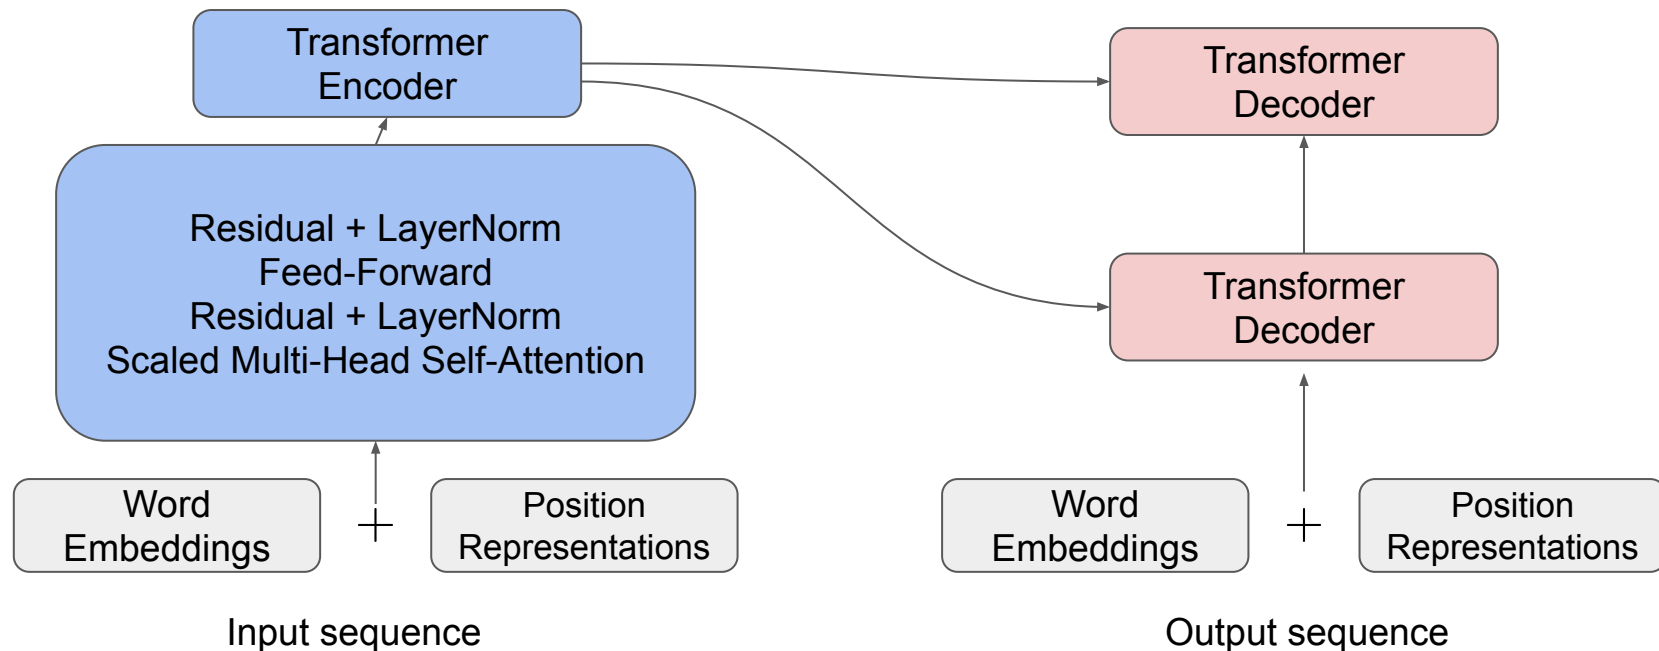 Transformer
Encoder
Residual + LayerNorm
Feed-Forward
Residual + LayerNorm
Scaled Multi-Head Self-Attention
Word
Embeddings
+
Position
Representations
Input sequence
Transformer
Decoder
Transformer
Decoder
Word
Embeddings
+
Position
Representations
Output sequence